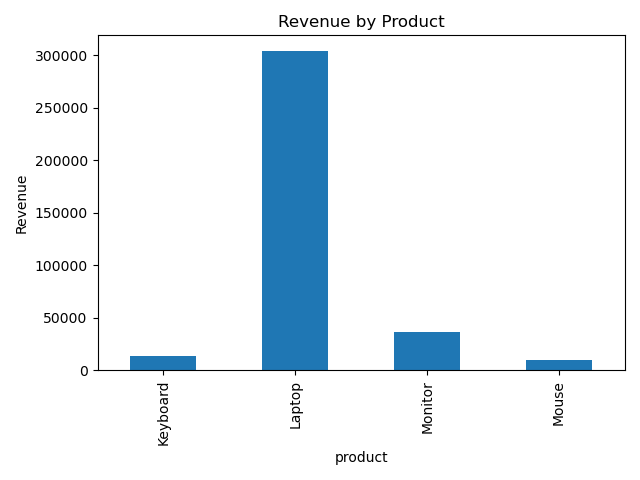 Revenue by Product
Revenue
300000
250000
200000
150000
100000
50000
0
Keyboard
Laptop
Monitor
Mouse
product